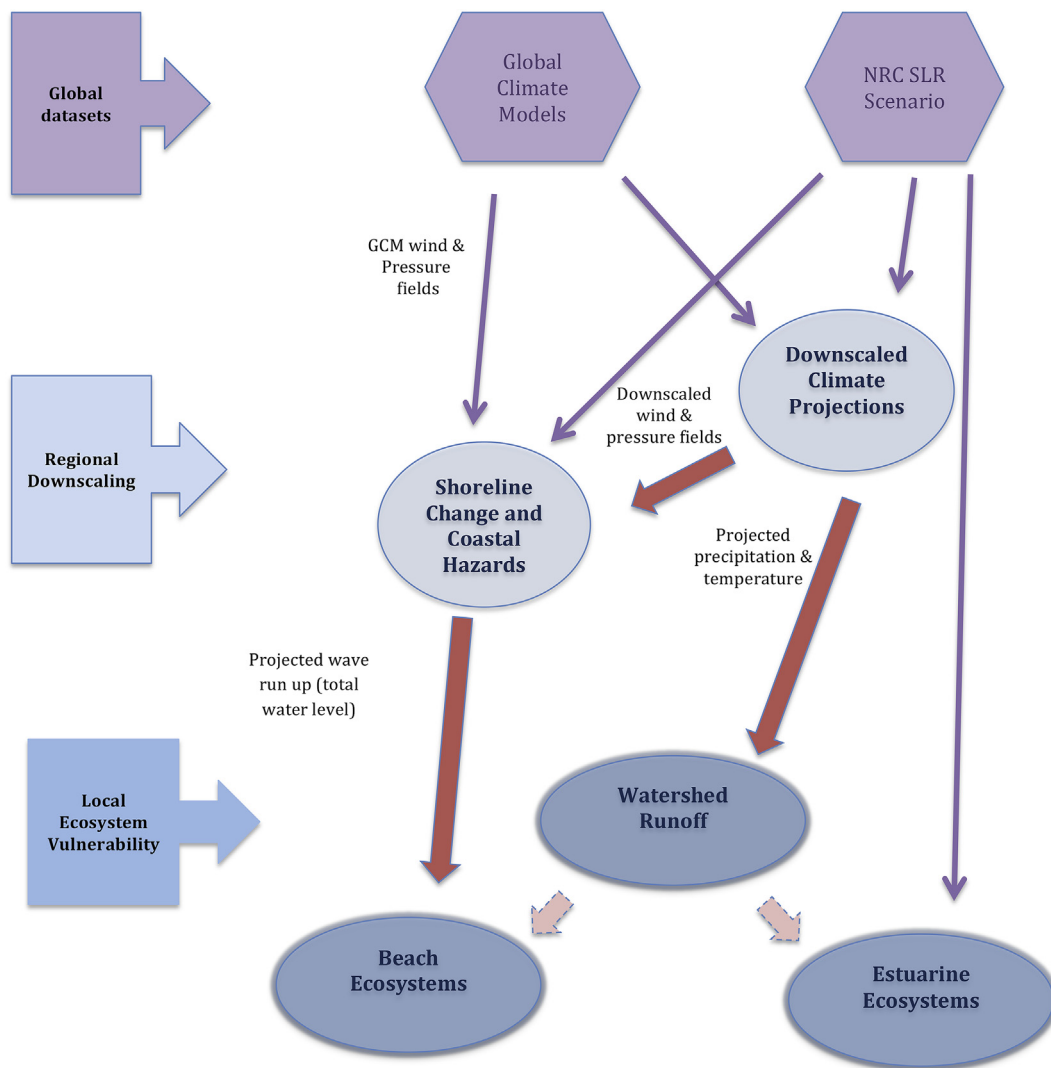 Global
datasets
Global
Climate
Models
NRC SLR
Scenario
GCM wind &
Pressure
fields
Downscaled
Climate
Projections
Downscaled
wind &
pressure fields
Regional
Downscaling
Shoreline
Change and
Coastal
Hazards
Projected
precipitation &
temperature
Projected wave
run up (total
water level)
Local
Ecosystem
Vulnerability
Watershed
Runoff
Beach
Ecosystems
Estuarine
Ecosystems